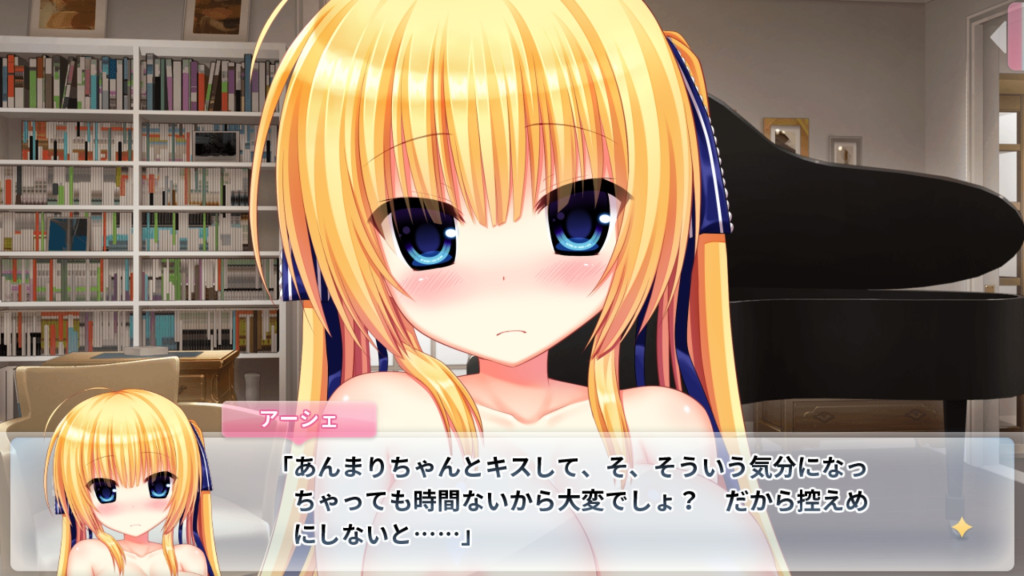 アーシェ
「あんまりちゃんとキスして、そ、そういう気分になっ
ちゃっても時間ないから大変でしょ？　だから控えめ
にしないと……」